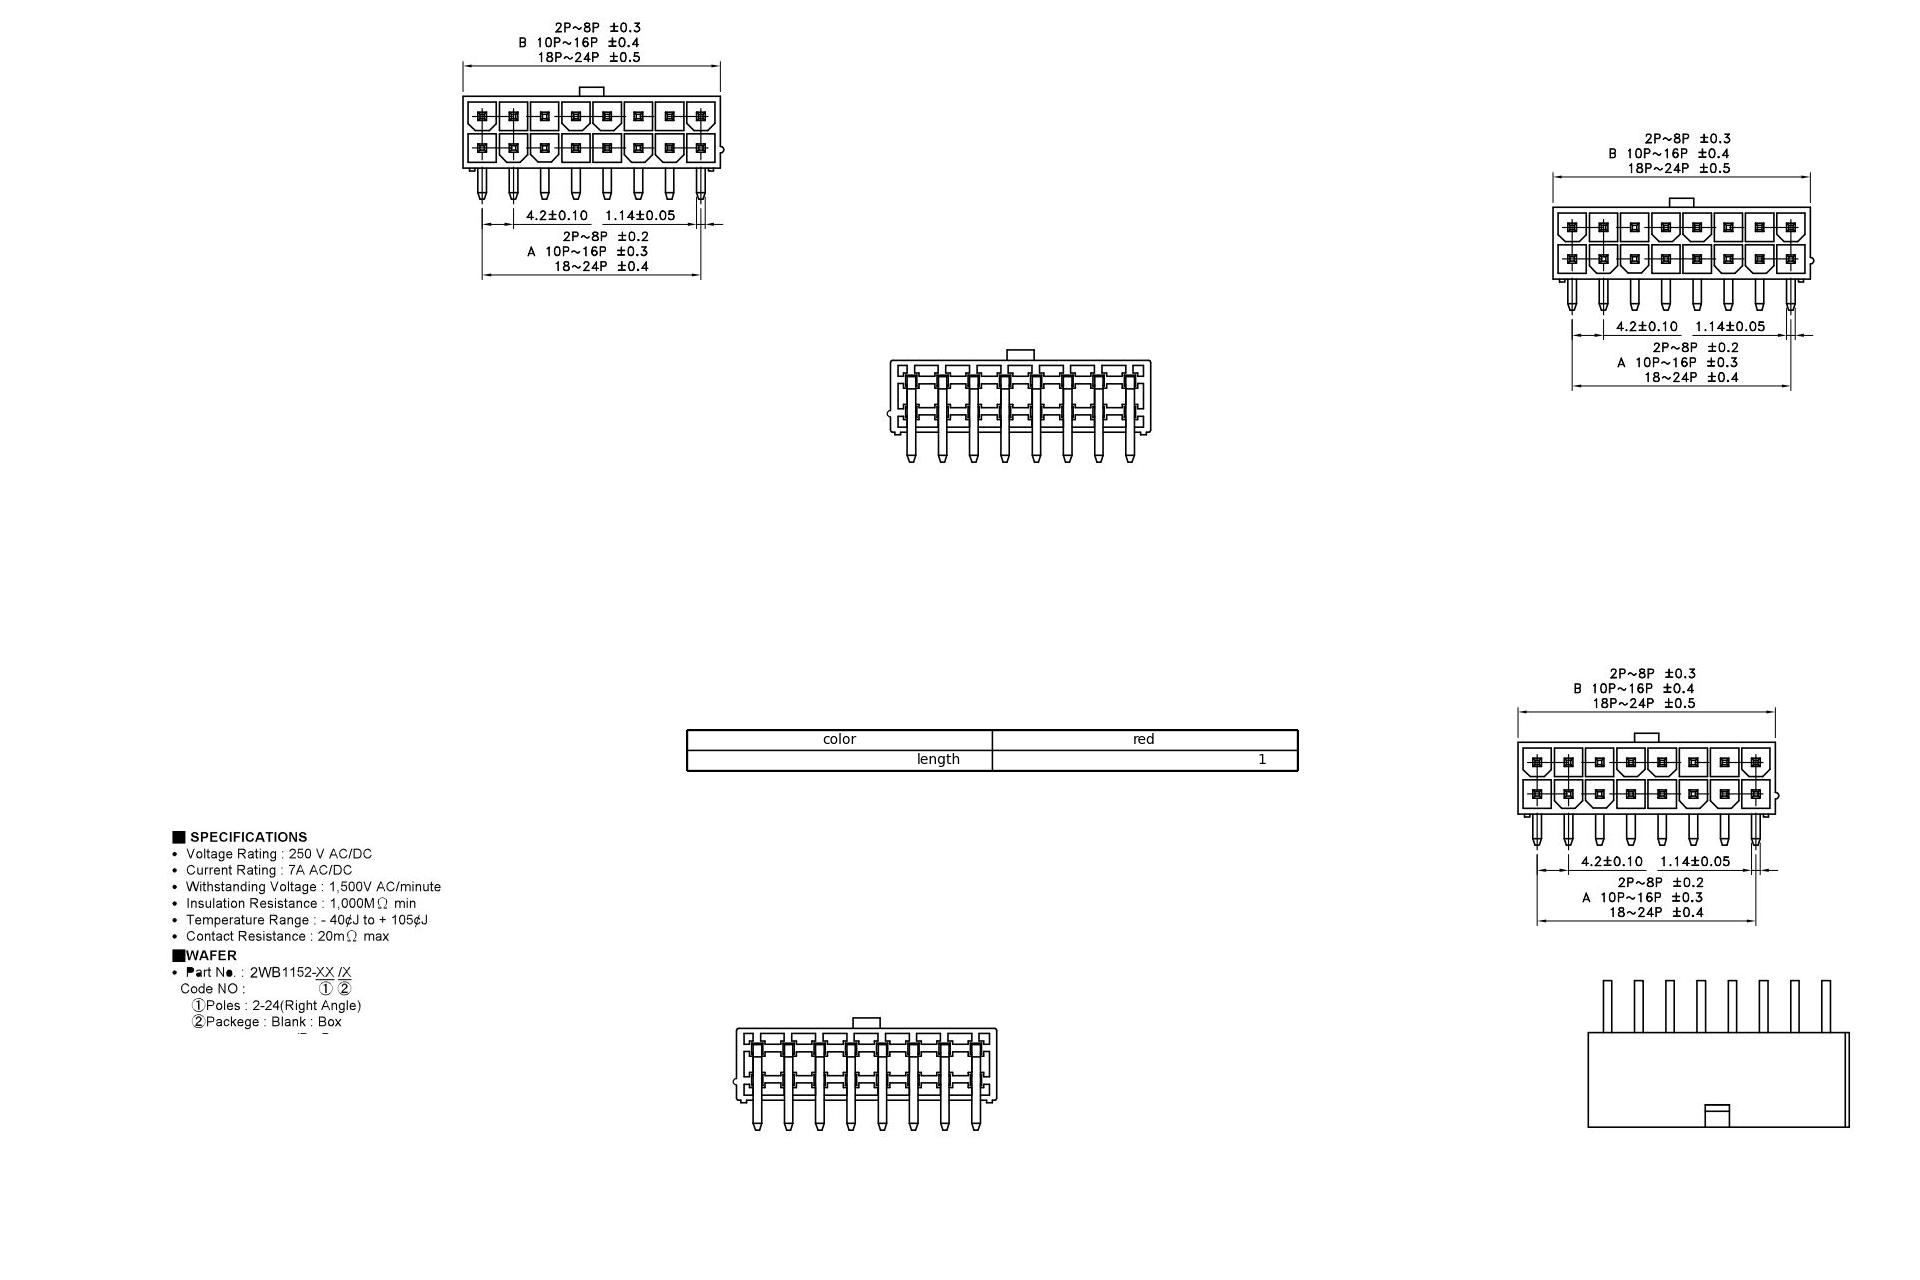 2P~8P ±0.3
B 10P~16P ±0.4
18P~24P ±0.5
4.2±0.10 1.14±0.05
2P~8P ±0.2
A 10P~16P ±0.3
18~24P ±0.4
2P~8P ±0.3
B 10P~16P ±0.4
18P~24P ±0.5
4.2±0.10 1.14±0.05
2P~8P ±0.2
A 10P~16P ±0.3
18~24P ±0.4
2P~8P ±0.3
B 10P~16P ±0.4
18P~24P ±0.5
4.2±0.10 1.14±0.05
2P~8P ±0.2
A 10P~16P ±0.3
18~24P ±0.4
color red
length 1
■ SPECIFICATIONS
• Voltage Rating : 250 V AC/DC
• Current Rating : 7A AC/DC
• Withstanding Voltage : 1,500V AC/minute
• Insulation Resistance : 1,000MΩ min
• Temperature Range : - 40¢J to + 105¢J
• Contact Resistance : 20mΩ max
■WAFER
• Part No. : 2WB1152-XX /X
Code NO : ① ②
①Poles : 2-24(Right Angle)
②Packege : Blank : Box